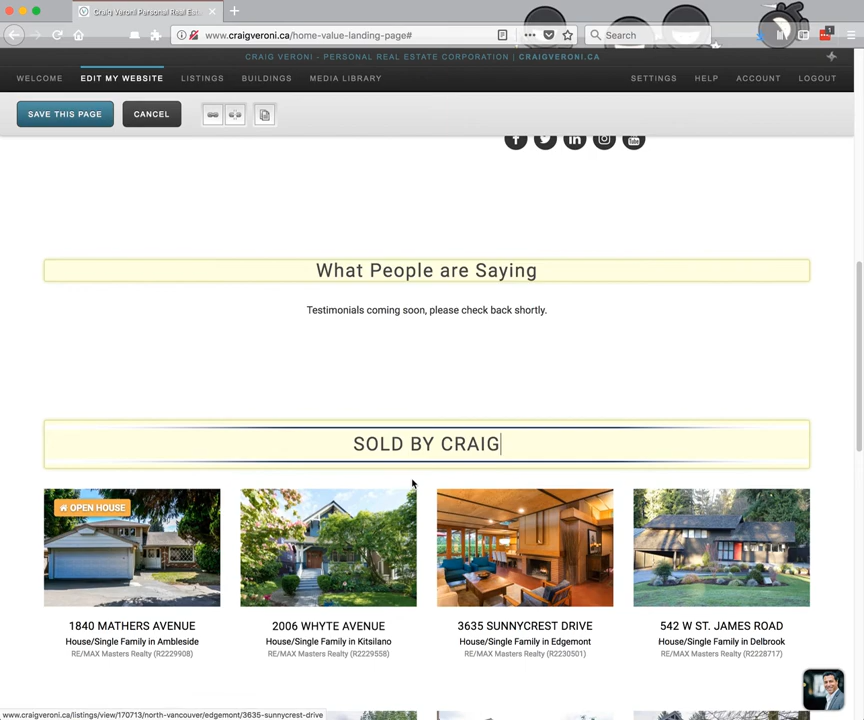 Craig Veroni Personal Real Est...
www.craigveroni.ca/home-value-landing-page#
Search
1
CRAIG VERONI - PERSONAL REAL ESTATE CORPORATION | CRAIGVERONI.CA
WELCOME EDIT MY WEBSITE LISTINGS BUILDINGS MEDIA LIBRARY SETTINGS HELP ACCOUNT LOGOUT
SAVE THIS PAGE CANCEL
What People are Saying
Testimonials coming soon, please check back shortly.
SOLD BY CRAIG
OPEN HOUSE
1840 MATHERS AVENUE
House/Single Family in Ambleside
RE/MAX Masters Realty (R2229908)
2006 WHYTE AVENUE
House/Single Family in Kitsilano
RE/MAX Masters Realty (R2229558)
3635 SUNNYCREST DRIVE
House/Single Family in Edgemont
RE/MAX Masters Realty (R2230501)
542 W ST. JAMES ROAD
House/Single Family in Delbrook
RE/MAX Masters Realty (R2228717)
www.craigveroni.ca/listings/view/170713/north-vancouver/edgemont/3635-sunnycrest-drive